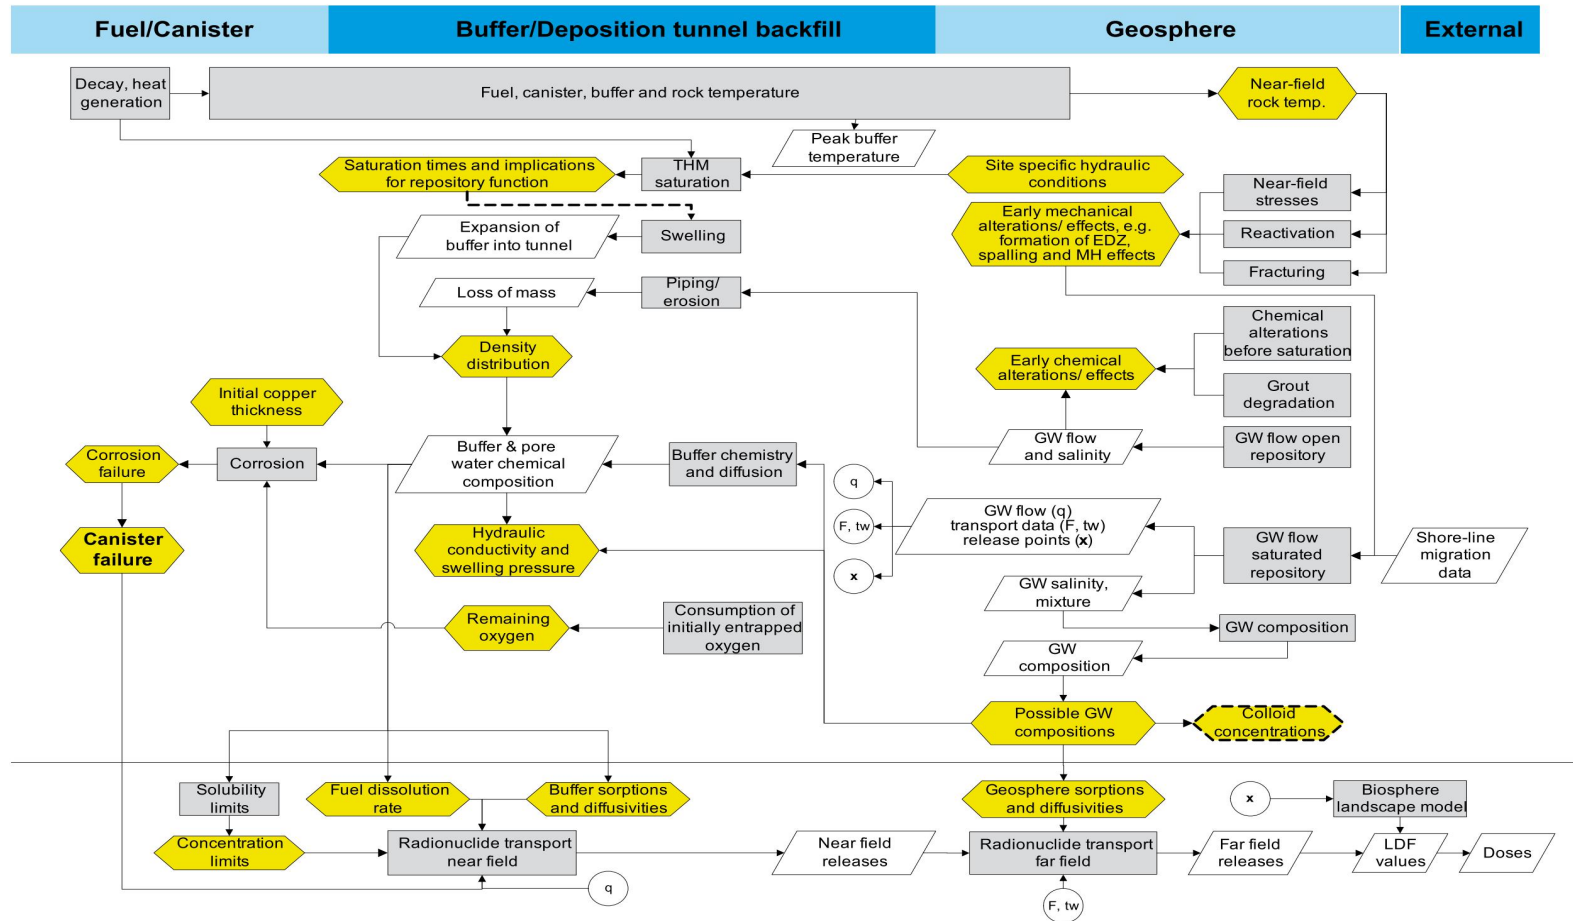 Fuel/Canister
Buffer/Deposition tunnel backfill
Geosphere
External
Decay, heat
generation
Fuel, canister, buffer and rock temperature
Near-field
rock temp.
Peak buffer
temperature
Saturation times and implications
for repository function
THM
saturation
Site specific hydraulic
conditions
Near-field
stresses
Expansion of
buffer into tunnel
Swelling
Early mechanical
alterations/ effects, e.g.
formation of EDZ,
spalling and MH effects
Reactivation
Fracturing
Loss of mass
Piping/
erosion
Chemical
alterations
before saturation
Density
distribution
Early chemical
alterations/ effects
Grout
degradation
Initial copper
thickness
GW flow
and salinity
GW flow open
repository
Corrosion
failure
Corrosion
Buffer & pore
water chemical
composition
Buffer chemistry
and diffusion
q
F, tw
x
GW flow (q)
transport data (F, tw)
release points (x)
Canister
failure
Hydraulic
conductivity and
swelling pressure
GW flow
saturated
repository
Shore-line
migration
data
GW salinity,
mixture
Remaining
oxygen
Consumption of
initially entrapped
oxygen
GW composition
GW
composition
Possible GW
compositions
Colloid
concentrations
Solubility
limits
Fuel dissolution
rate
Buffer sorptions
and diffusivities
Geosphere sorptions
and diffusivities
x
Biosphere
landscape model
Concentration
limits
Radionuclide transport
near field
Near field
releases
Radionuclide transport
far field
Far field
releases
LDF
values
Doses
q
F, tw